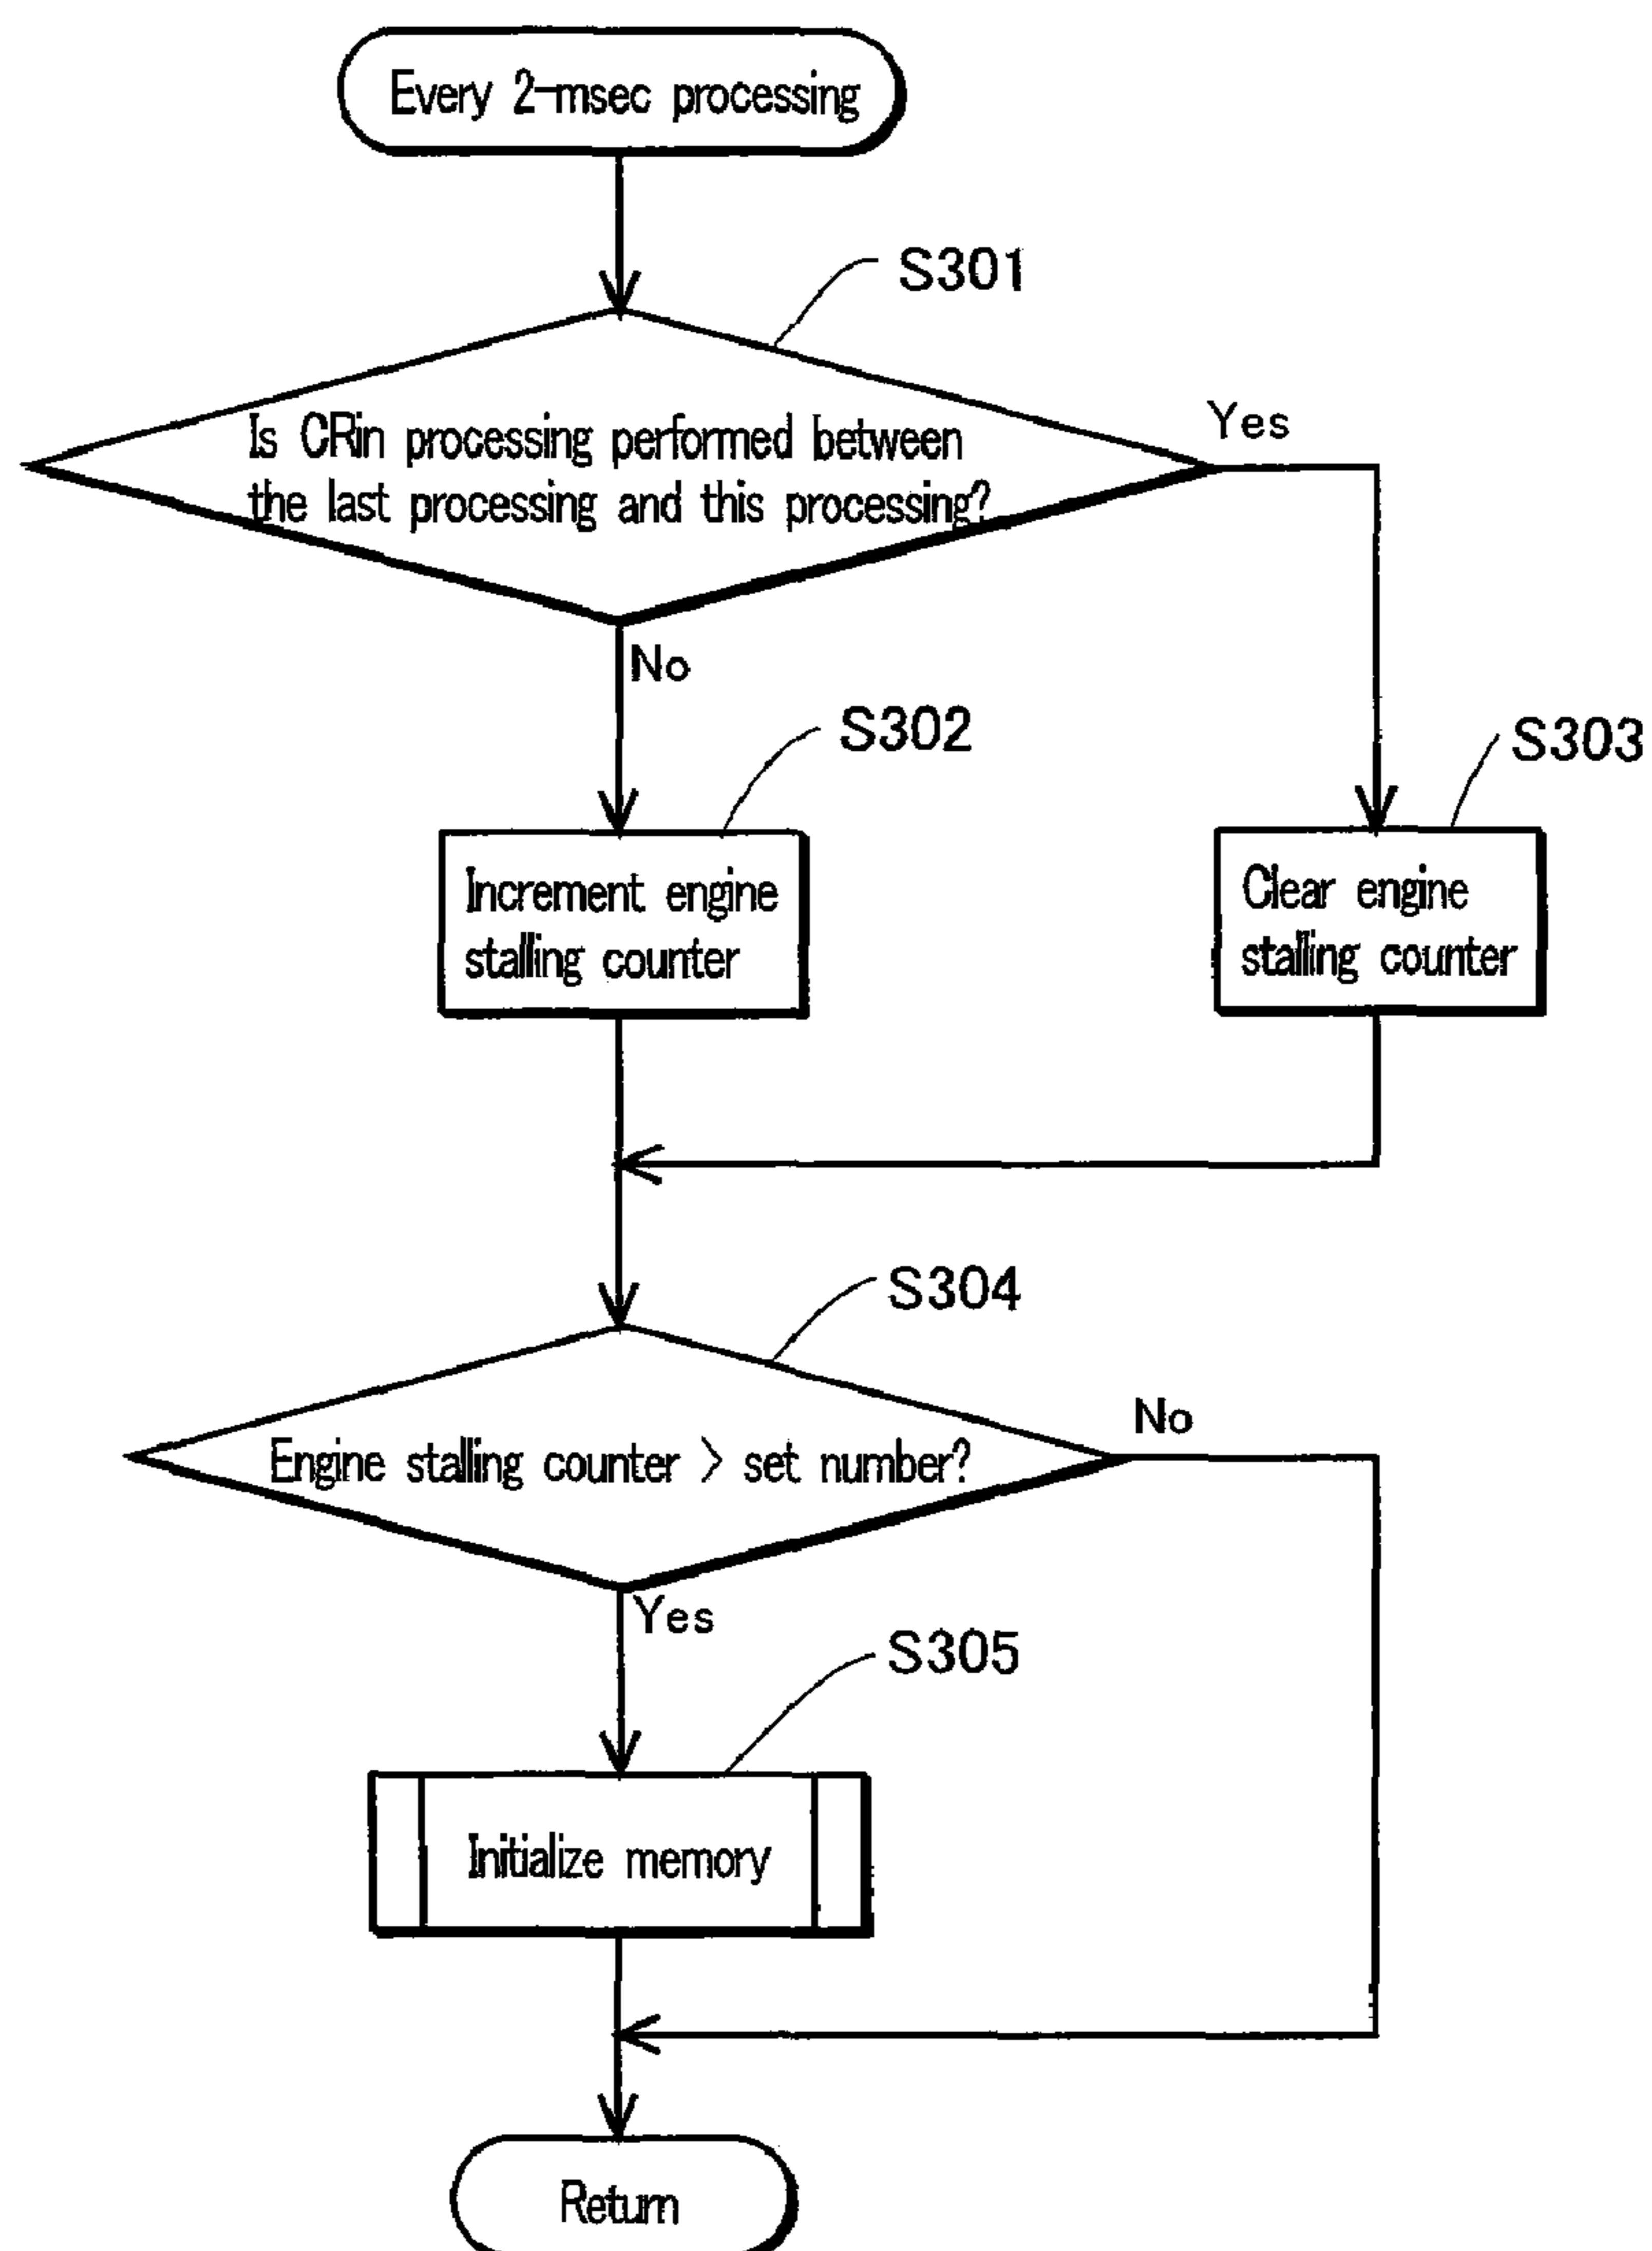 Every 2-msec processing
S301
Is CRin processing performed between
the last processing and this processing?
Yes
No
S302
S303
Increment engine
stalling counter
Clear engine
stalling counter
S304
Engine stalling counter > set number?
No
Yes
S305
Initialize memory
Return